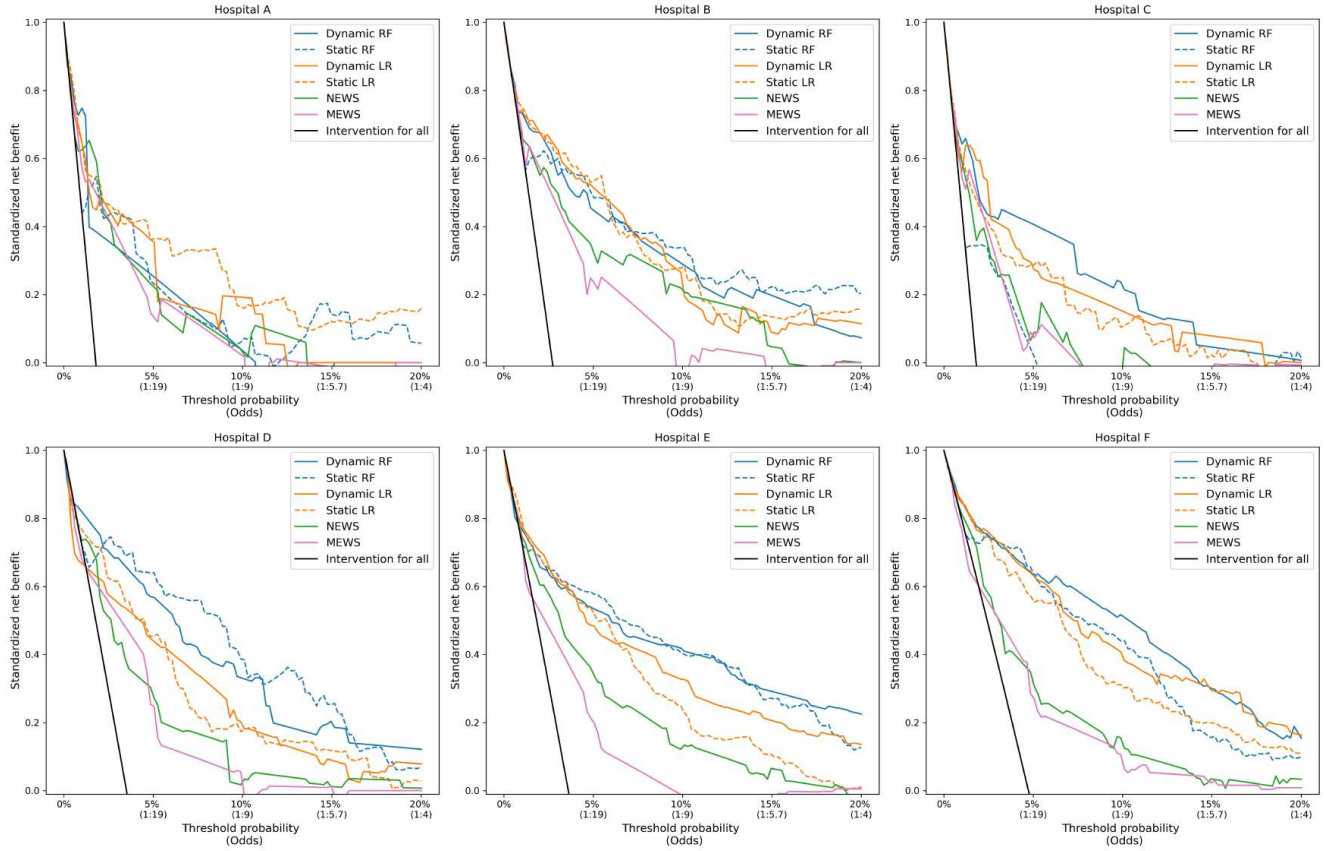 Hospital A
Standardized net benefit
1.0
0.8
0.6
0.4
0.2
0.0
Dynamic RF
Static RF
Dynamic LR
Static LR
NEWS
MEWS
Intervention for all
0%
5%
(1:19)
10%
(1:9)
15%
(1:5.7)
20%
(1:4)
Threshold probability
(Odds)
Hospital B
Standardized net benefit
1.0
0.8
0.6
0.4
0.2
0.0
Dynamic RF
Static RF
Dynamic LR
Static LR
NEWS
MEWS
Intervention for all
0%
5%
(1:19)
10%
(1:9)
15%
(1:5.7)
20%
(1:4)
Threshold probability
(Odds)
Hospital C
Standardized net benefit
1.0
0.8
0.6
0.4
0.2
0.0
Dynamic RF
Static RF
Dynamic LR
Static LR
NEWS
MEWS
Intervention for all
0%
5%
(1:19)
10%
(1:9)
15%
(1:5.7)
20%
(1:4)
Threshold probability
(Odds)
Hospital D
Standardized net benefit
1.0
0.8
0.6
0.4
0.2
0.0
Dynamic RF
Static RF
Dynamic LR
Static LR
NEWS
MEWS
Intervention for all
0%
5%
(1:19)
10%
(1:9)
15%
(1:5.7)
20%
(1:4)
Threshold probability
(Odds)
Hospital E
Standardized net benefit
1.0
0.8
0.6
0.4
0.2
0.0
Dynamic RF
Static RF
Dynamic LR
Static LR
NEWS
MEWS
Intervention for all
0%
5%
(1:19)
10%
(1:9)
15%
(1:5.7)
20%
(1:4)
Threshold probability
(Odds)
Hospital F
Standardized net benefit
1.0
0.8
0.6
0.4
0.2
0.0
Dynamic RF
Static RF
Dynamic LR
Static LR
NEWS
MEWS
Intervention for all
0%
5%
(1:19)
10%
(1:9)
15%
(1:5.7)
20%
(1:4)
Threshold probability
(Odds)